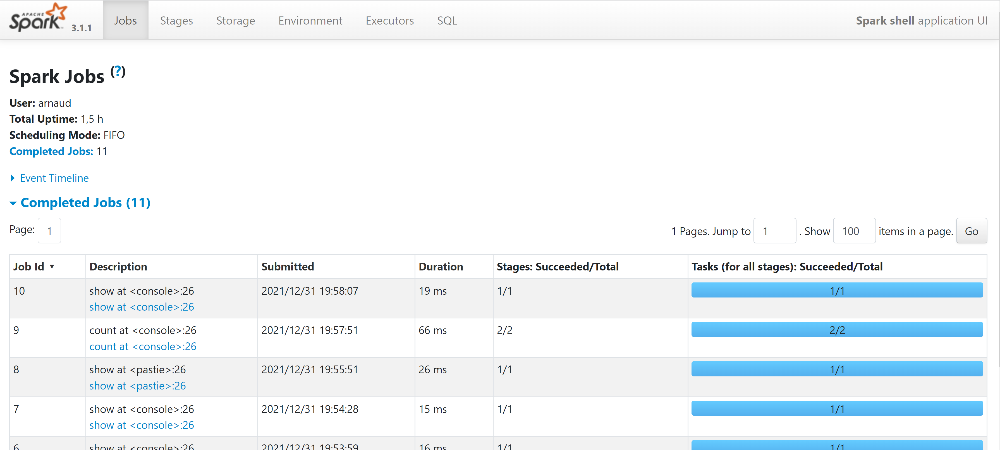 APACHE
Spark™ 3.1.1 Jobs Stages Storage Environment Executors SQL Spark shell application UI
Spark Jobs (?)
User: arnaud
Total Uptime: 1,5 h
Scheduling Mode: FIFO
Completed Jobs: 11
Event Timeline
Completed Jobs (11)
Page: 1 1 Pages. Jump to 1 . Show 100 items in a page. Go
Job Id ▼ Description Submitted Duration Stages: Succeeded/Total Tasks (for all stages): Succeeded/Total
10 show at <console>:26 2021/12/31 19:58:07 19 ms 1/1 1/1
show at <console>:26
9 count at <console>:26 2021/12/31 19:57:51 66 ms 2/2 2/2
count at <console>:26
8 show at <pastie>:26 2021/12/31 19:55:51 26 ms 1/1 1/1
show at <pastie>:26
7 show at <console>:26 2021/12/31 19:54:28 15 ms 1/1 1/1
show at <console>:26
6 show at <console>:26 2021/12/31 19:53:59 16 ms 1/1 1/1